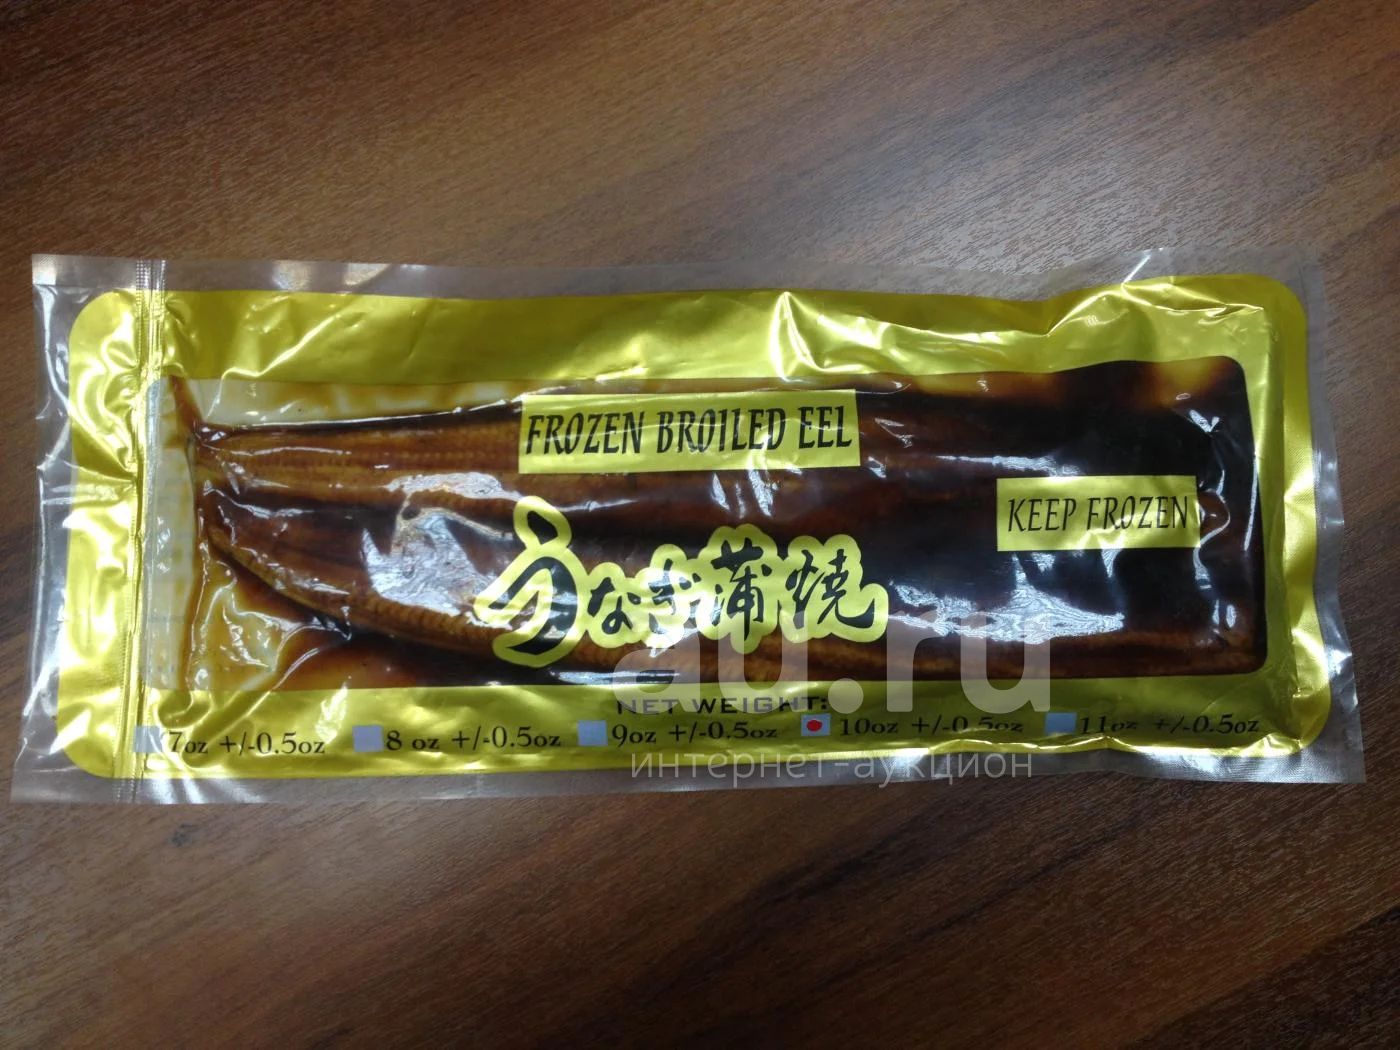 FROZEN BROILED EEL
KEEP FROZEN
うなぎ蒲焼
au.ru
NET WEIGHT:
7oz +/-0.5oz 8 oz +/-0.5oz 9oz +/-0.5oz 10oz +/-0.5oz 11oz +/-0.5oz
интернет-аукцион